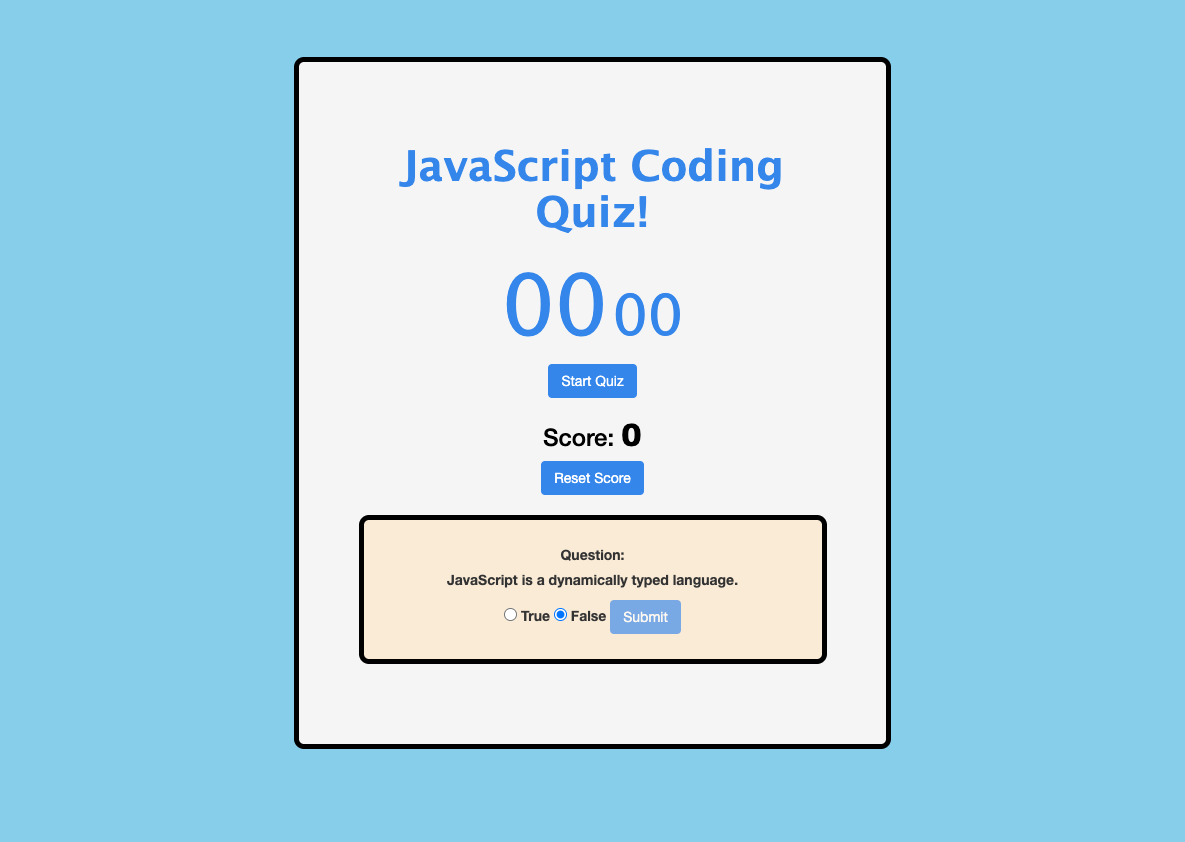 JavaScript Coding
Quiz!
00 00
Start Quiz
Score: 0
Reset Score
Question:
JavaScript is a dynamically typed language.
True False Submit